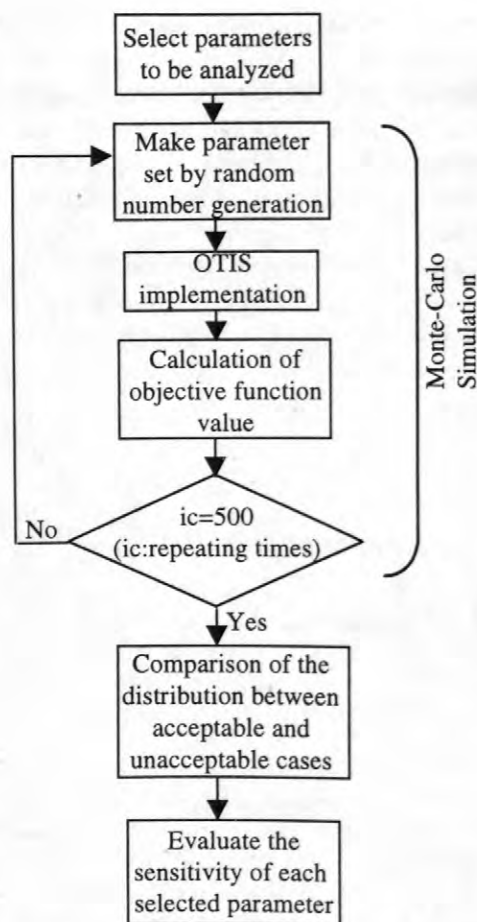 Select parameters
to be analyzed
Make parameter
set by random
number generation
OTIS
implementation
Calculation of
objective function
value
Monte-Carlo
Simulation
ic=500
(ic:repeating times)
No
Yes
Comparison of the
distribution between
acceptable and
unacceptable cases
Evaluate the
sensitivity of each
selected parameter